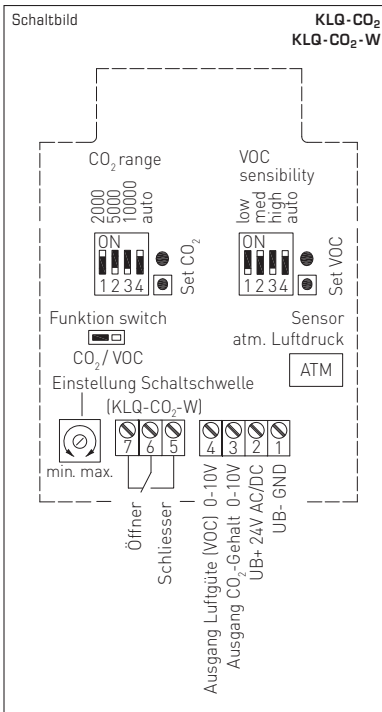 Schaltbild
KLQ-CO₂
KLQ-CO₂-W
CO₂ range
2000
5000
10000
auto
ON
1 2 3 4
Set CO₂
VOC
sensibility
low
med
high
auto
ON
1 2 3 4
Set VOC
Funktion switch
CO₂ / VOC
Sensor
atm. Luftdruck
ATM
Einstellung Schaltschwelle
(KLQ-CO₂-W)
min. max.
7 6 5
4 3 2 1
Öffner
Schliesser
Ausgang Luftgüte (VOC) 0-10V
Ausgang CO₂-Gehalt 0-10V
UB+ 24V AC/DC
UB- GND